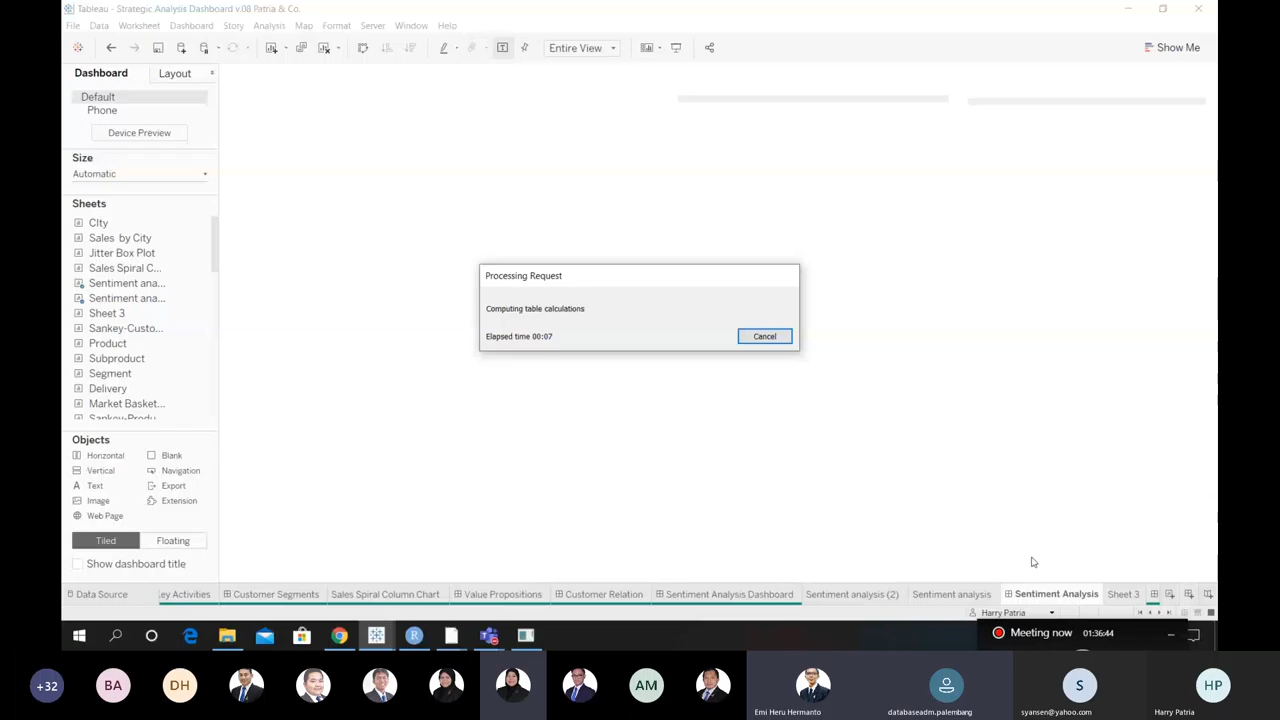 Tableau - Strategic Analysis Dashboard v.08 Patria & Co.
File Data Worksheet Dashboard Story Analysis Map Format Server Window Help
Entire View
Show Me
Dashboard Layout
Default
Phone
Device Preview
Size
Automatic
Sheets
CIty
Sales by City
Jitter Box Plot
Sales Spiral C...
Sentiment ana...
Sentiment ana...
Sheet 3
Sankey-Custo...
Product
Subproduct
Segment
Delivery
Market Basket...
Sankey-Produ
Objects
Horizontal Blank
Vertical Navigation
Text Export
Image Extension
Web Page
Tiled Floating
Show dashboard title
Processing Request
Computing table calculations
Elapsed time 00:07
Cancel
Data Source ey Activities Customer Segments Sales Spiral Column Chart Value Propositions Customer Relation Sentiment Analysis Dashboard Sentiment analysis (2) Sentiment analysis Sentiment Analysis Sheet 3
Harry Patria
Meeting now 01:36:44
+32 BA DH AM S HP
Emi Heru Hermanto databaseadm.palembang syansen@yahoo.com Harry Patria